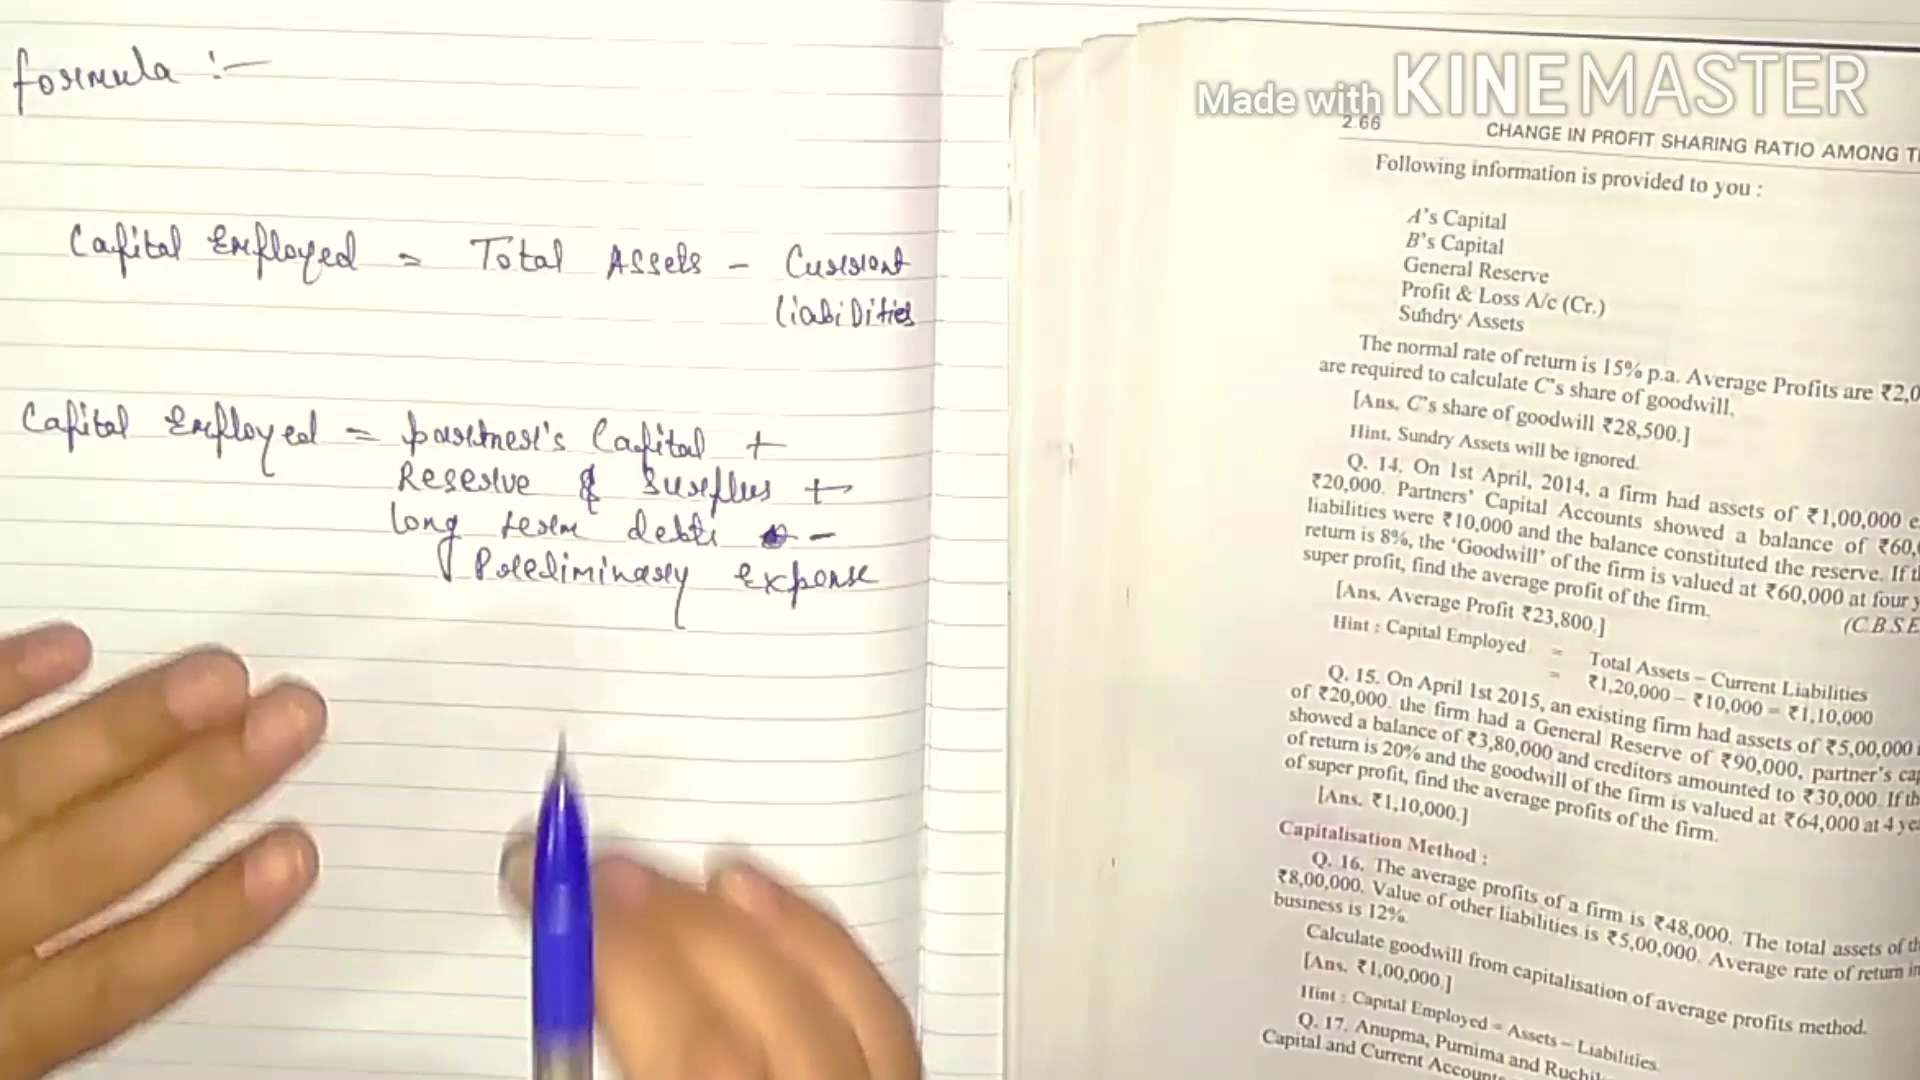 formula :-
Capital Employed = Total Assets - Current
liabilities
Capital Employed = partner's Capital +
Reserve & Surplus +
long term debts -
Preliminary Expense
Made with KINEMASTER
2.66
CHANGE IN PROFIT SHARING RATIO AMONG
Following information is provided to you :
A's Capital
B's Capital
General Reserve
Profit & Loss A/c (Cr.)
Sundry Assets
The normal rate of return is 15% p.a. Average Profits are
are required to calculate C's share of goodwill.
[Ans. C's share of goodwill ₹28,500.]
Hint. Sundry Assets will be ignored.
Q. 14. On 1st April, 2014, a firm had assets of ₹1,00,000
₹20,000. Partners' Capital Accounts showed a balance of
liabilities were ₹10,000 and the balance constituted the reserve. If
return is 8%, the 'Goodwill' of the firm is valued at ₹60,000 at four
super profit, find the average profit of the firm.
(C.B.S.E.
[Ans. Average Profit ₹23,800.]
Hint : Capital Employed = Total Assets – Current Liabilities
= ₹1,20,000 – ₹10,000 = ₹1,10,000
Q. 15. On April 1st 2015, an existing firm had assets of ₹5,00,000
of ₹20,000. the firm had a General Reserve of ₹90,000, partner's
showed a balance of ₹3,80,000 and creditors amounted to ₹30,000. If
of return is 20% and the goodwill of the firm is valued at ₹64,000 at 4
of super profit, find the average profits of the firm.
[Ans. ₹1,10,000.]
Capitalisation Method :
Q. 16. The average profits of a firm is ₹48,000. The total assets of
₹8,00,000. Value of other liabilities is ₹5,00,000. Average rate of return in
business is 12%.
Calculate goodwill from capitalisation of average profits method.
[Ans. ₹1,00,000.]
Hint : Capital Employed = Assets – Liabilities.
Q. 17. Anupma, Purnima and
Capital and Current